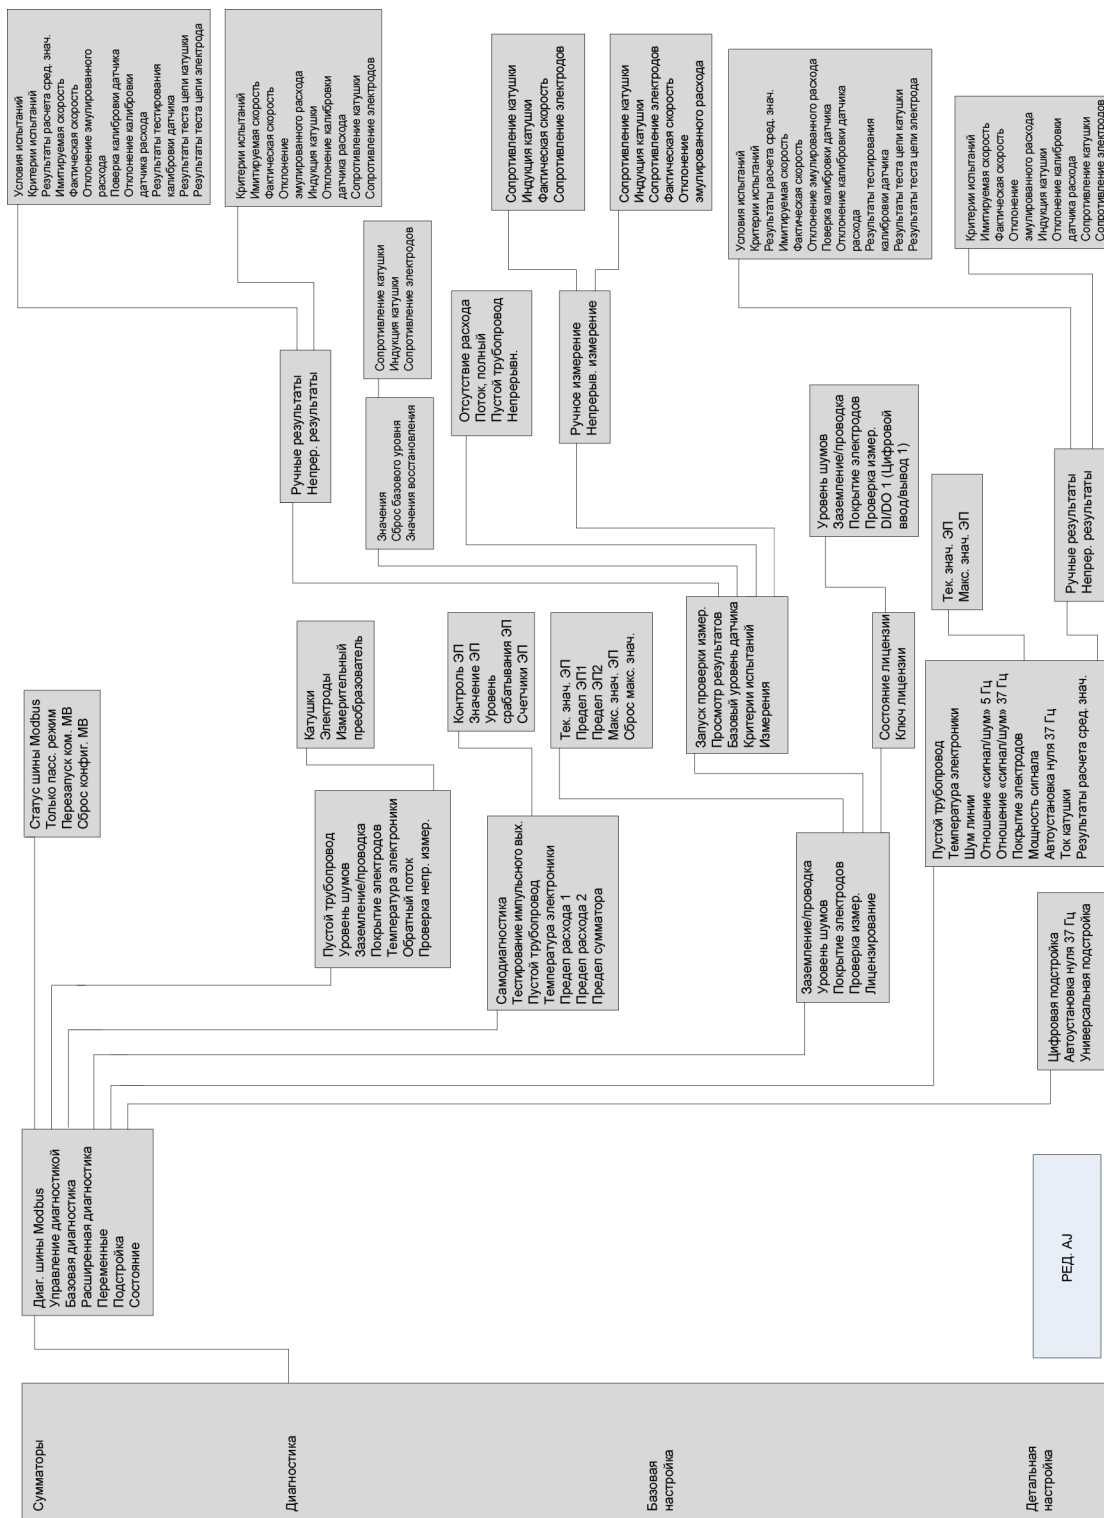 Сумматоры
Диагностика
Базовая
настройка
Детальная
настройка
Диаг. шины Modbus
Управление диагностикой
Базовая диагностика
Расширенная диагностика
Переменные
Подстройка
Состояние
РЕД. AJ
Статус шины Modbus
Только пасс. режим
Перезапуск ком. MB
Сброс конфиг. MB
Пустой трубопровод
Уровень шумов
Заземление/проводка
Покрытие электродов
Температура электроники
Обратный поток
Проверка непр. измер.
Катушки
Электроды
Измерительный
преобразователь
Самодиагностика
Тестирование импульсного вых.
Пустой трубопровод
Температура электроники
Предел расхода 1
Предел расхода 2
Предел сумматора
Контроль ЭП
Значение ЭП
Уровень
срабатывания ЭП
Счетчики ЭП
Заземление/проводка
Уровень шумов
Покрытие электродов
Проверка измер.
Лицензирование
Тек. знач. ЭП
Предел ЭП1
Предел ЭП2
Макс. знач. ЭП
Сброс макс. знач.
Запуск проверки измер.
Просмотр результатов
Базовый уровень датчика
Критерии испытаний
Измерения
Состояние лицензии
Ключ лицензии
Уровень шумов
Заземление/проводка
Покрытие электродов
Проверка измер.
DI/DO 1 (Цифровой
ввод/вывод 1)
Ручные результаты
Непрер. результаты
Условия испытаний
Критерии испытаний
Результаты расчета сред. знач.
Имитируемая скорость
Фактическая скорость
Отклонение эмулированного
расхода
Поверка калибровки датчика
Отклонение калибровки
датчика расхода
Результаты тестирования
калибровки датчика
Результаты теста цепи катушки
Результаты теста цепи электрода
Критерии испытаний
Имитируемая скорость
Фактическая скорость
Отклонение
эмулированного расхода
Индукция катушки
Отклонение калибровки
датчика расхода
Сопротивление катушки
Сопротивление электродов
Значения
Сброс базового уровня
Значения восстановления
Сопротивление катушки
Индукция катушки
Сопротивление электродов
Отсутствие расхода
Поток, полный
Пустой трубопровод
Непрерывн.
Ручное измерение
Непрерыв. измерение
Сопротивление катушки
Индукция катушки
Фактическая скорость
Сопротивление электродов
Сопротивление катушки
Индукция катушки
Сопротивление электродов
Фактическая скорость
Отклонение
эмулированного расхода
Пустой трубопровод
Температура электроники
Шум линии
Отношение «сигнал/шум» 5 Гц
Отношение «сигнал/шум» 37 Гц
Покрытие электродов
Мощность сигнала
Автоустановка нуля 37 Гц
Ток катушки
Результаты расчета сред. знач.
Тек. знач. ЭП
Макс. знач. ЭП
Ручные результаты
Непрер. результаты
Условия испытаний
Критерии испытаний
Результаты расчета сред. знач.
Имитируемая скорость
Фактическая скорость
Отклонение эмулированного расхода
Поверка калибровки датчика
Отклонение калибровки датчика
расхода
Результаты тестирования
калибровки датчика
Результаты теста цепи катушки
Результаты теста цепи электрода
Критерии испытаний
Имитируемая скорость
Фактическая скорость
Отклонение
эмулированного расхода
Индукция катушки
Отклонение калибровки
датчика расхода
Сопротивление катушки
Сопротивление электродов
Цифровая подстройка
Автоустановка нуля 37 Гц
Универсальная подстройка